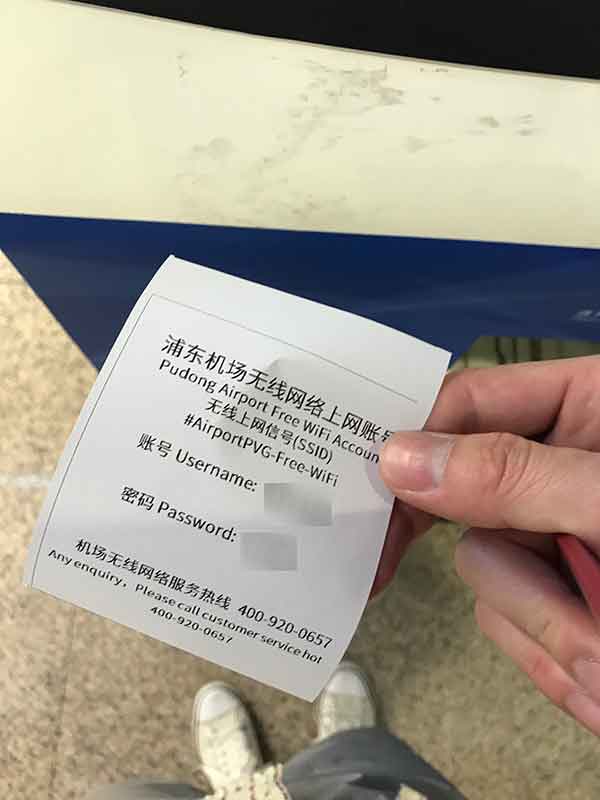 浦东机场无线网络上网账号
Pudong Airport Free WiFi Accoun
无线上网信号(SSID)
#AirportPVG-Free-WiFi
账号 Username:
密码 Password:
机场无线网络服务热线 400-920-0657
Any enquiry, Please call customer service hot
400-920-0657